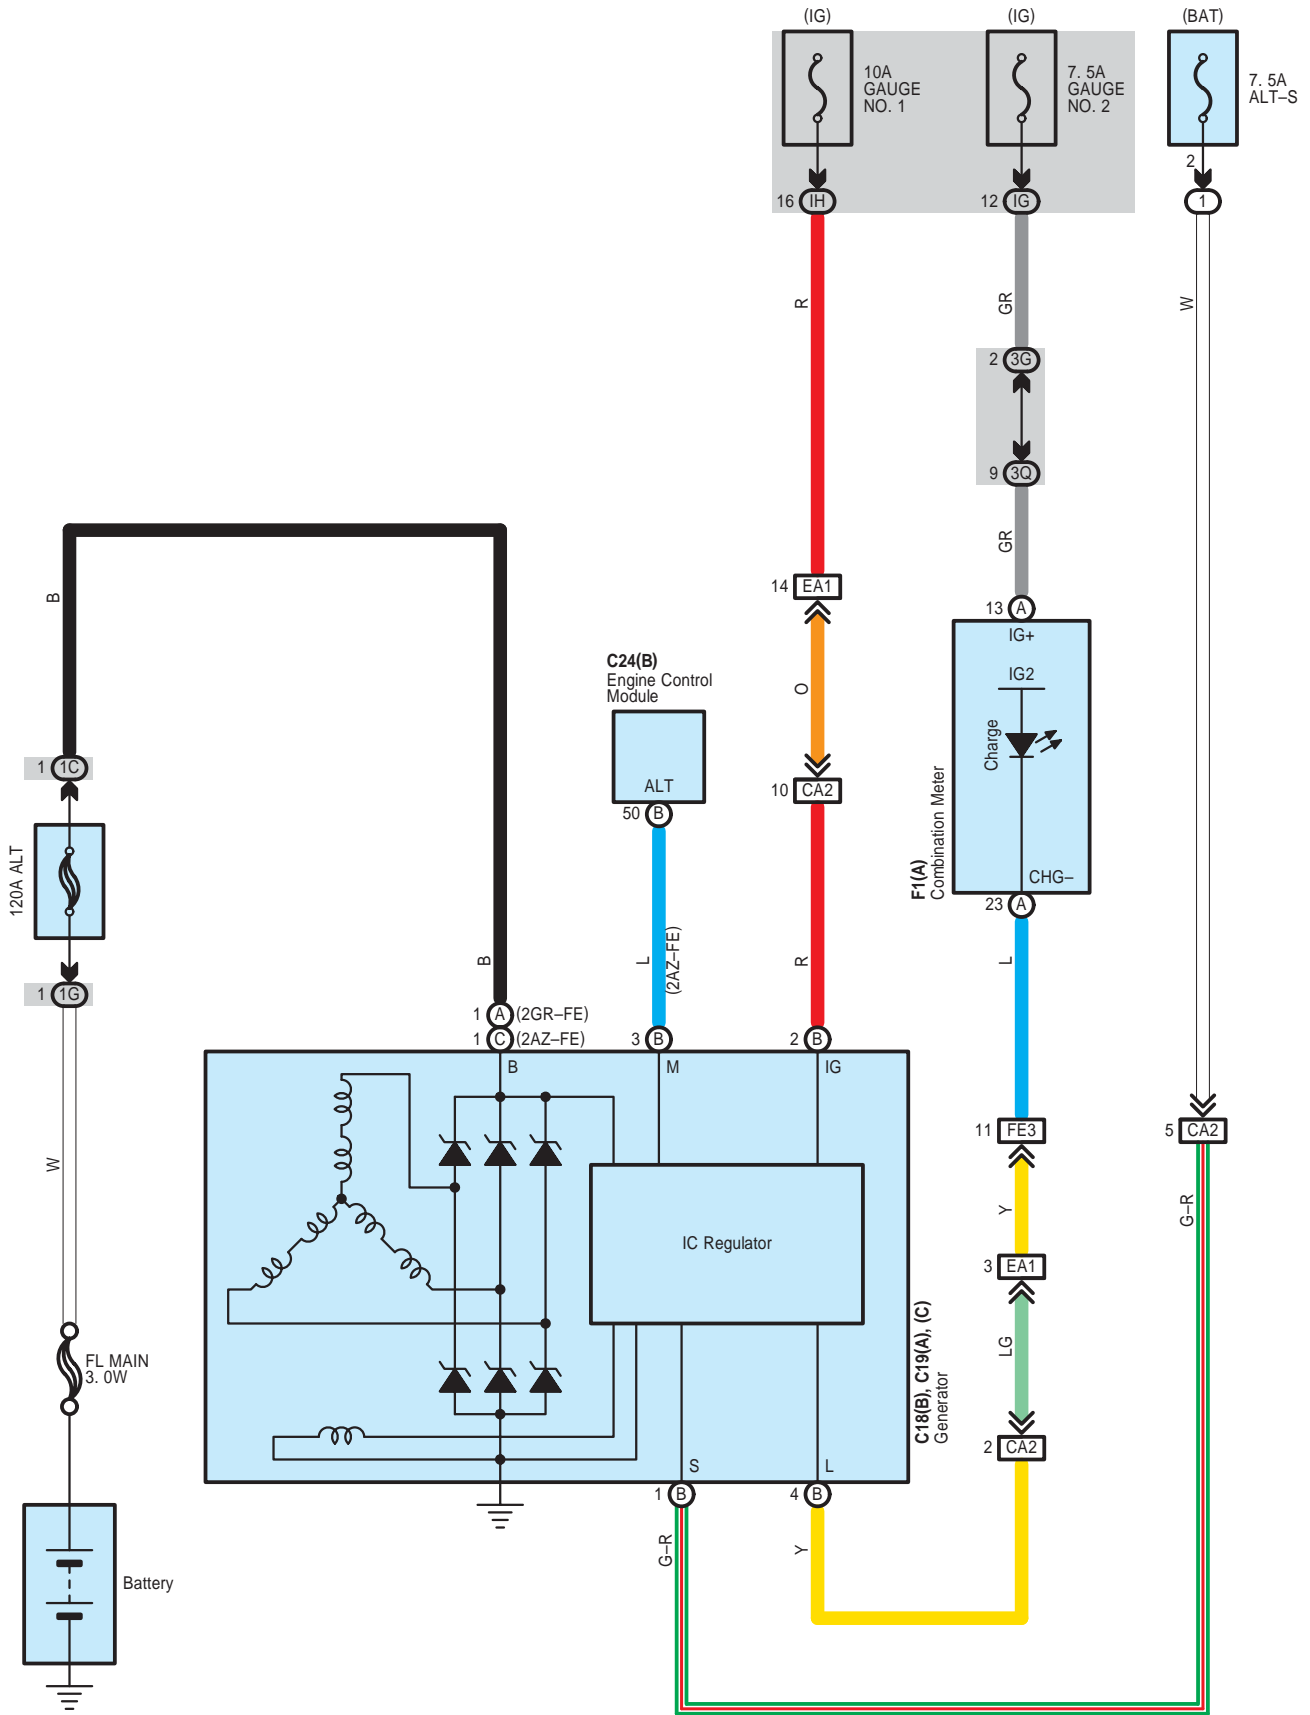 (IG)
(IG)
(BAT)
10A
GAUGE
NO. 1
7. 5A
GAUGE
NO. 2
7. 5A
ALT–S
2
16 IH
12 IG
1
R
GR
W
2 3G
9 3Q
GR
B
14 EA1
13 A
IG+
C24(B)
Engine Control
Module
O
IG2
Charge
1 1C
ALT
10 CA2
50 B
120A ALT
F1(A)
Combination Meter
CHG–
23 A
B
L
(2AZ–FE)
R
L
1 1G
1 A (2GR–FE)
1 C (2AZ–FE)
3 B
2 B
B
M
IG
11 FE3
5 CA2
W
Y
G–R
IC Regulator
3 EA1
LG
FL MAIN
3. 0W
C18(B), C19(A), (C)
Generator
2 CA2
S
L
1 B
4 B
G–R
Y
Battery